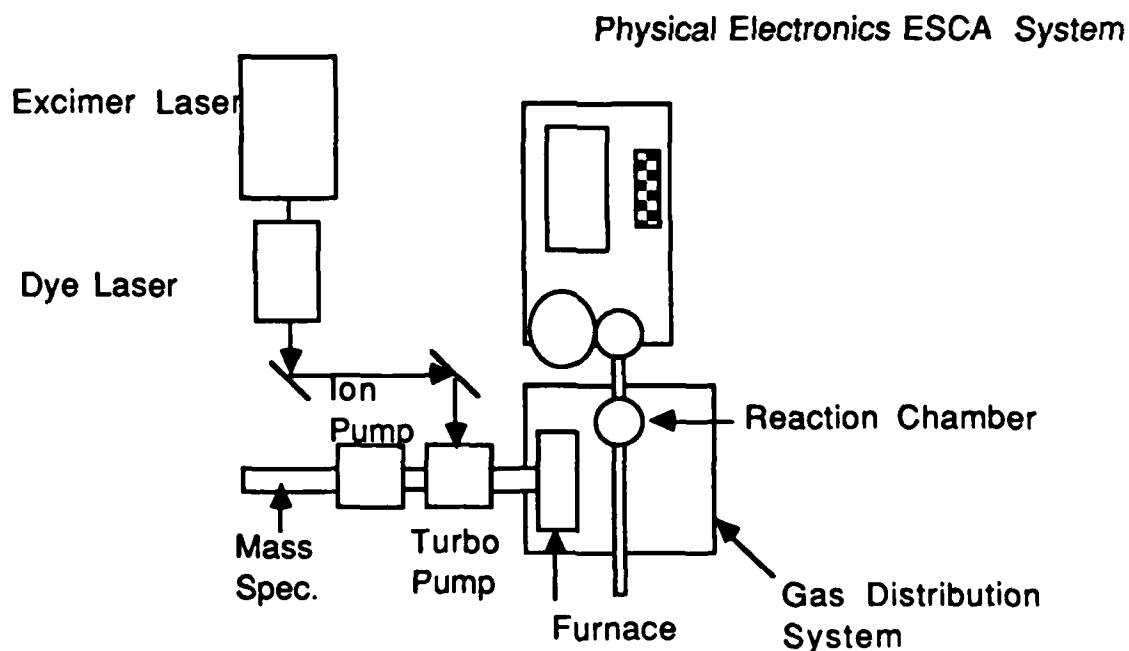 Physical Electronics ESCA System
Excimer Laser
Dye Laser
Ion
Pump
Reaction Chamber
Mass
Spec.
Turbo
Pump
Furnace
Gas Distribution
System